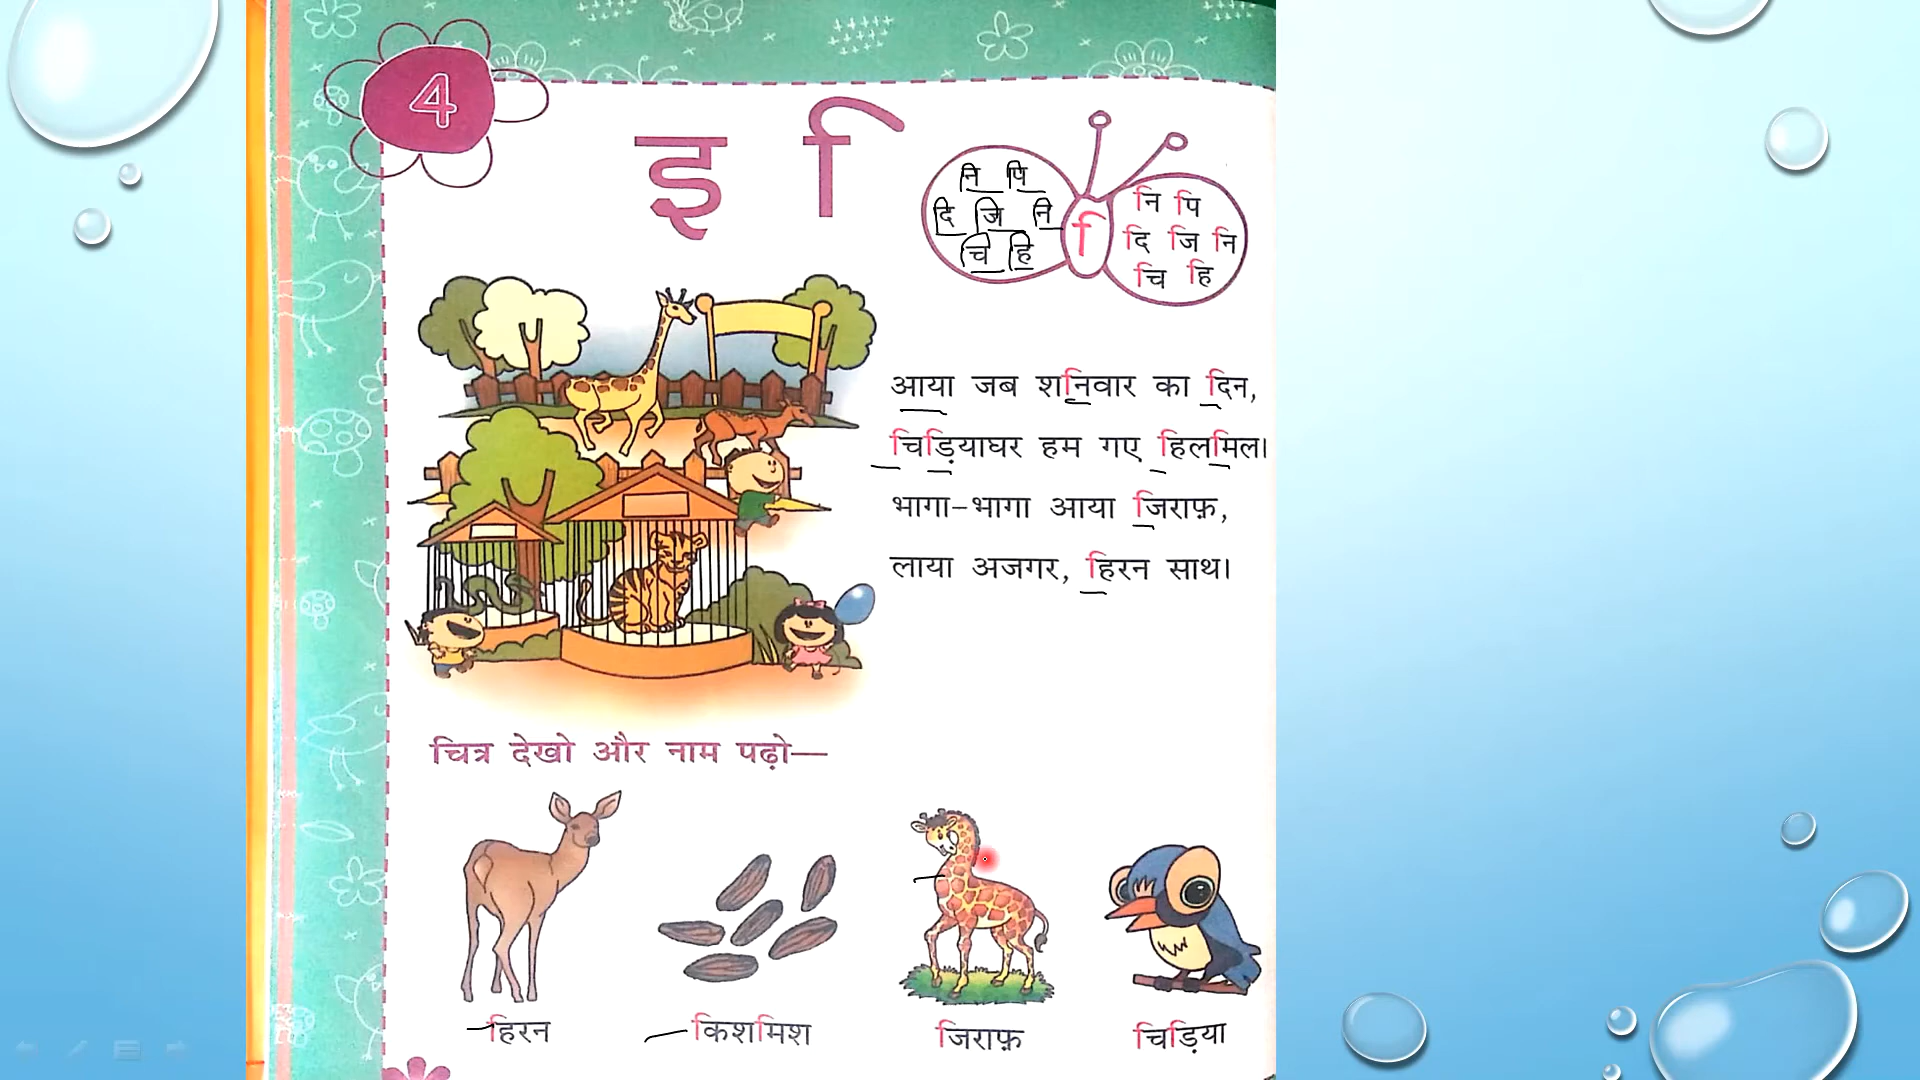 4
इ ि
नि पि
दि जि नि
चि हि
ि
नि पि
दि जि नि
चि हि
आया जब शनिवार का दिन,
चिड़ियाघर हम गए हिलमिल।
भागा-भागा आया जिराफ़,
लाया अजगर, हिरन साथ।
चित्र देखो और नाम पढ़ो—
हिरन किशमिश जिराफ़ चिड़िया